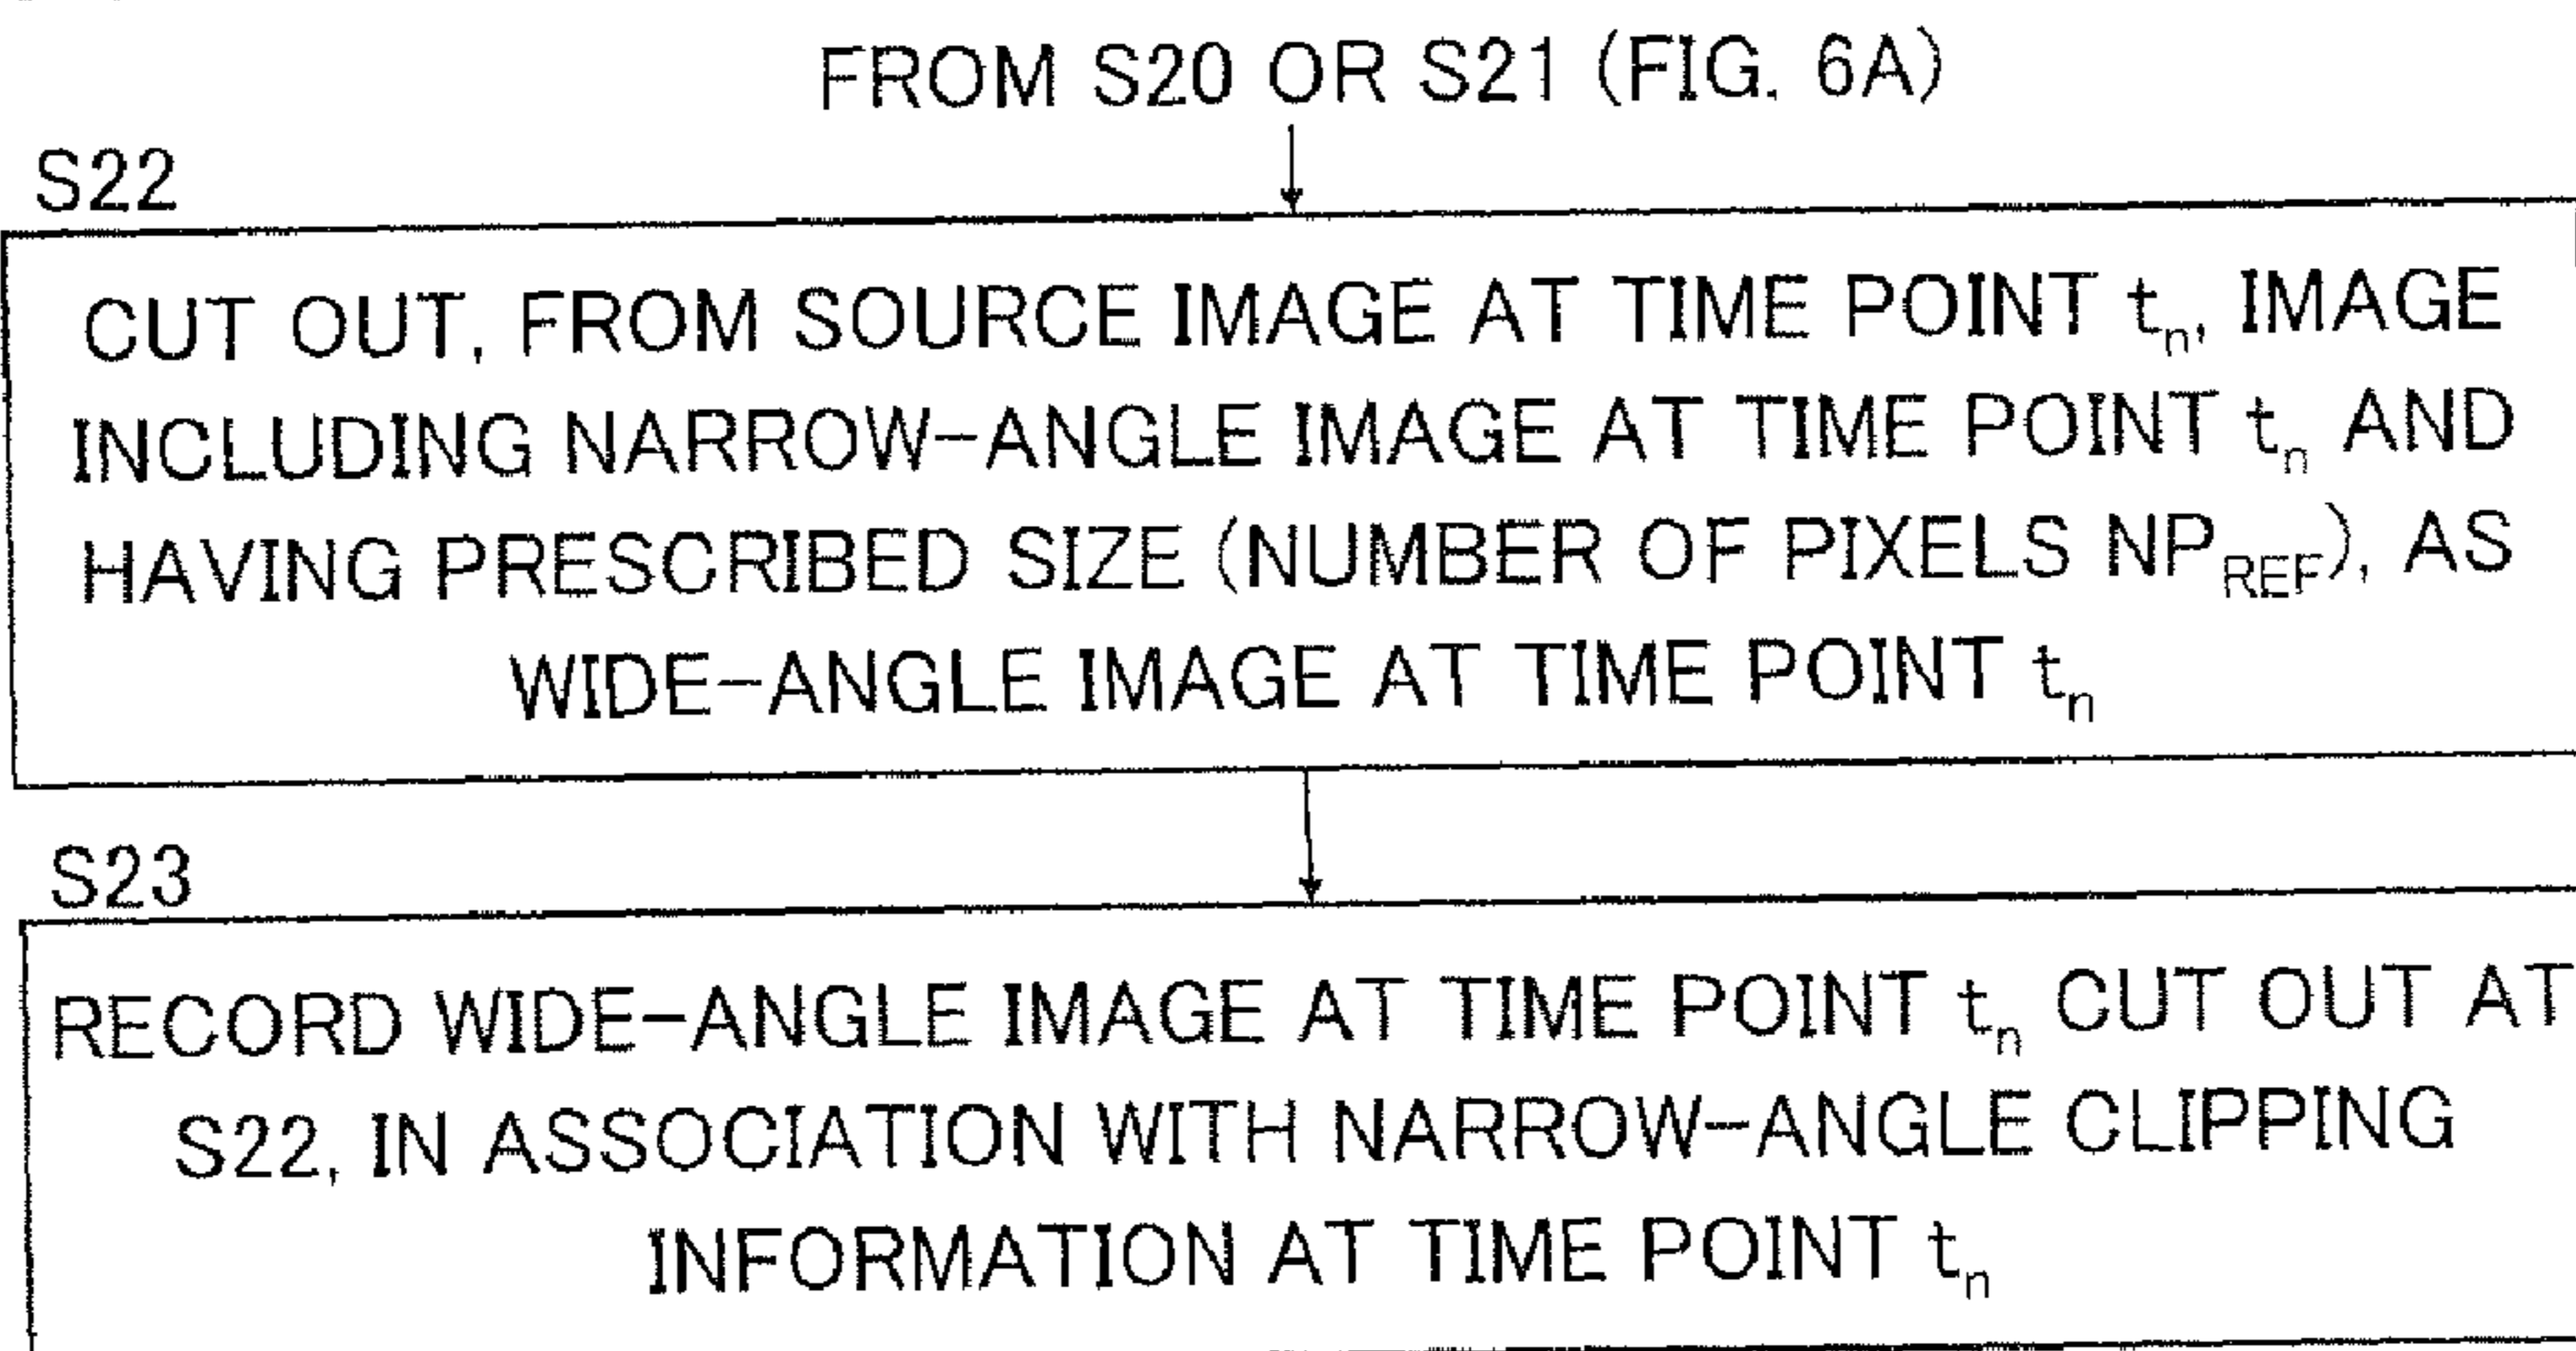 FROM S20 OR S21 (FIG. 6A)
S22
CUT OUT, FROM SOURCE IMAGE AT TIME POINT tn, IMAGE
INCLUDING NARROW-ANGLE IMAGE AT TIME POINT tn AND
HAVING PRESCRIBED SIZE (NUMBER OF PIXELS NPREF), AS
WIDE-ANGLE IMAGE AT TIME POINT tn
S23
RECORD WIDE-ANGLE IMAGE AT TIME POINT tn CUT OUT AT
S22, IN ASSOCIATION WITH NARROW-ANGLE CLIPPING
INFORMATION AT TIME POINT tn